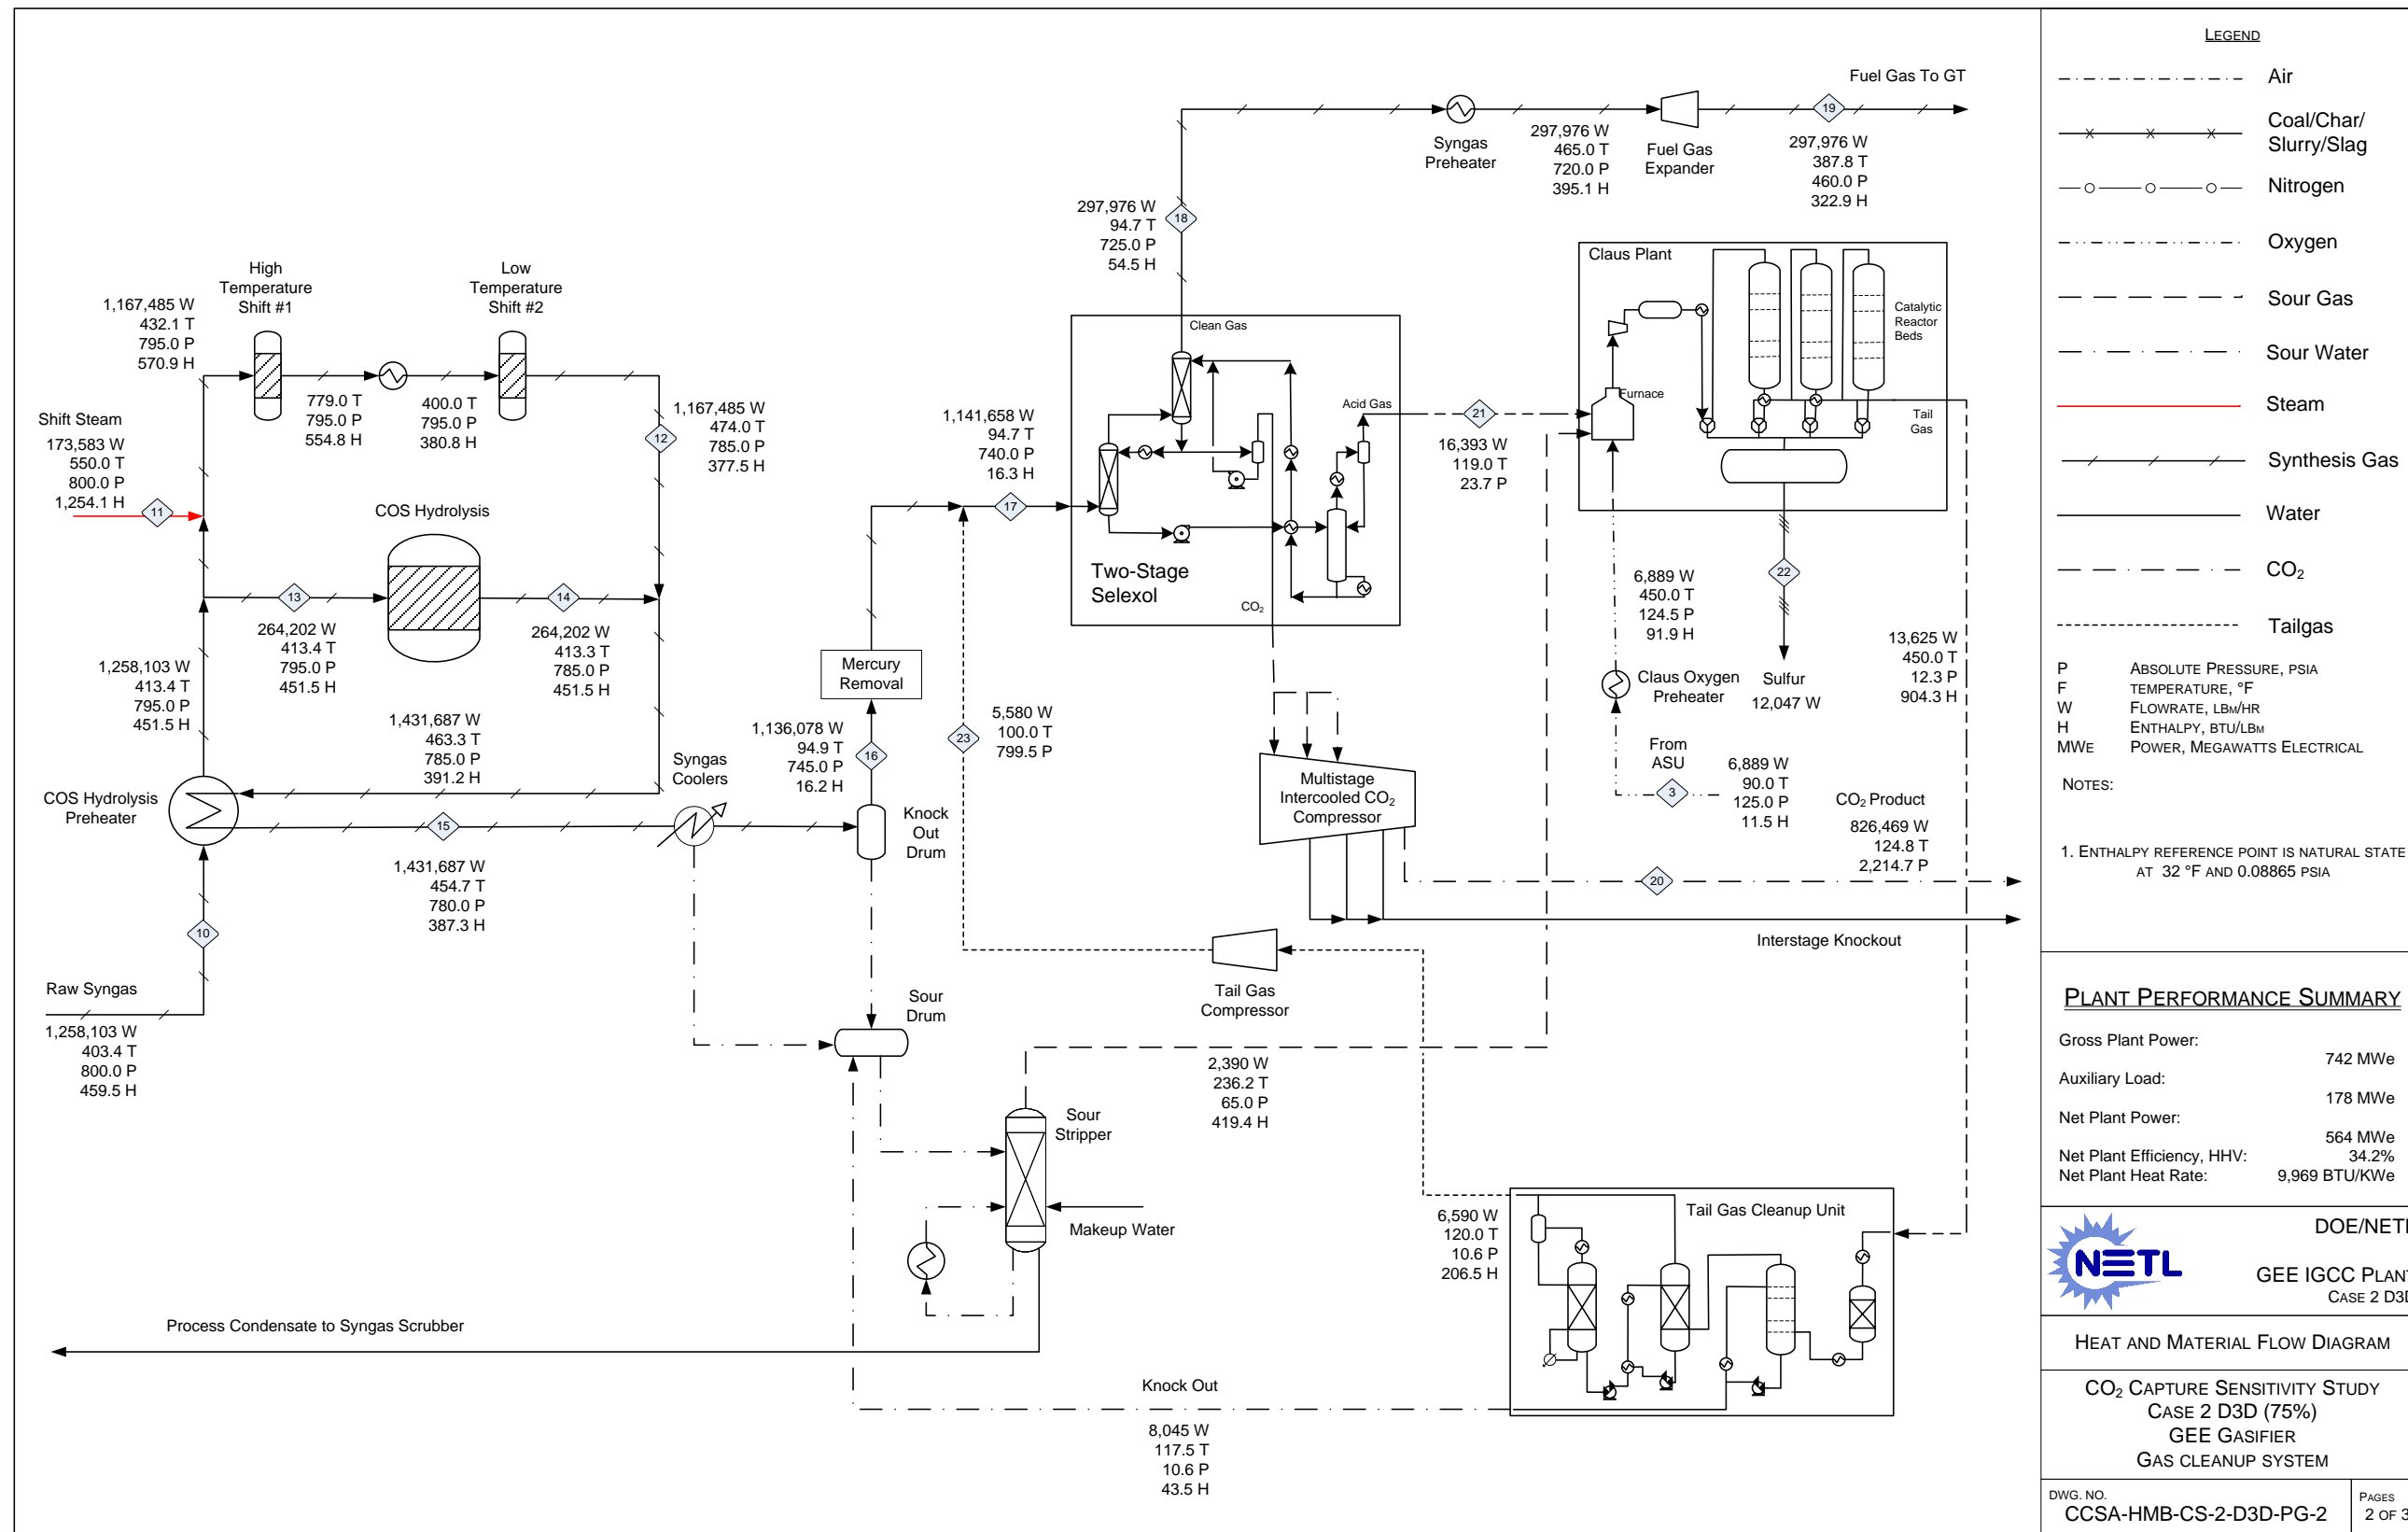 Fuel Gas To GT
19
Syngas
Preheater
297,976 W
465.0 T
720.0 P
395.1 H
Fuel Gas
Expander
297,976 W
387.8 T
460.0 P
322.9 H
297,976 W
94.7 T
725.0 P
54.5 H
18
High
Temperature
Shift #1
Low
Temperature
Shift #2
1,167,485 W
432.1 T
795.0 P
570.9 H
779.0 T
795.0 P
554.8 H
400.0 T
795.0 P
380.8 H
1,167,485 W
474.0 T
785.0 P
377.5 H
12
Shift Steam
173,583 W
550.0 T
800.0 P
1,254.1 H
11
COS Hydrolysis
13
14
264,202 W
413.4 T
795.0 P
451.5 H
264,202 W
413.3 T
785.0 P
451.5 H
1,258,103 W
413.4 T
795.0 P
451.5 H
1,431,687 W
463.3 T
785.0 P
391.2 H
COS Hydrolysis
Preheater
15
1,431,687 W
454.7 T
780.0 P
387.3 H
10
Raw Syngas
1,258,103 W
403.4 T
800.0 P
459.5 H
Syngas
Coolers
1,136,078 W
94.9 T
745.0 P
16.2 H
16
Mercury
Removal
Knock
Out
Drum
1,141,658 W
94.7 T
740.0 P
16.3 H
17
23
5,580 W
100.0 T
799.5 P
Clean Gas
Acid Gas
Two-Stage
Selexol
CO2
21
16,393 W
119.0 T
23.7 P
Claus Plant
Furnace
Catalytic
Reactor
Beds
Tail
Gas
6,889 W
450.0 T
124.5 P
91.9 H
22
Sulfur
12,047 W
Claus Oxygen
Preheater
13,625 W
450.0 T
12.3 P
904.3 H
From
ASU
3
6,889 W
90.0 T
125.0 P
11.5 H
Multistage
Intercooled CO2
Compressor
CO2 Product
826,469 W
124.8 T
2,214.7 P
20
Interstage Knockout
Tail Gas
Compressor
Sour
Drum
2,390 W
236.2 T
65.0 P
419.4 H
Sour
Stripper
Makeup Water
6,590 W
120.0 T
10.6 P
206.5 H
Tail Gas Cleanup Unit
Process Condensate to Syngas Scrubber
Knock Out
8,045 W
117.5 T
10.6 P
43.5 H
LEGEND
Air
Coal/Char/
Slurry/Slag
Nitrogen
Oxygen
Sour Gas
Sour Water
Steam
Synthesis Gas
Water
CO2
Tailgas
P ABSOLUTE PRESSURE, PSIA
F TEMPERATURE, °F
W FLOWRATE, LBM/HR
H ENTHALPY, BTU/LBM
MWE POWER, MEGAWATTS ELECTRICAL
NOTES:
1. ENTHALPY REFERENCE POINT IS NATURAL STATE
AT 32 °F AND 0.08865 PSIA
PLANT PERFORMANCE SUMMARY
Gross Plant Power:
742 MWe
Auxiliary Load:
178 MWe
Net Plant Power:
564 MWe
Net Plant Efficiency, HHV: 34.2%
Net Plant Heat Rate: 9,969 BTU/KWe
NETL
DOE/NETL
GEE IGCC PLANT
CASE 2 D3D
HEAT AND MATERIAL FLOW DIAGRAM
CO2 CAPTURE SENSITIVITY STUDY
CASE 2 D3D (75%)
GEE GASIFIER
GAS CLEANUP SYSTEM
DWG. NO.
CCSA-HMB-CS-2-D3D-PG-2
PAGES
2 OF 3